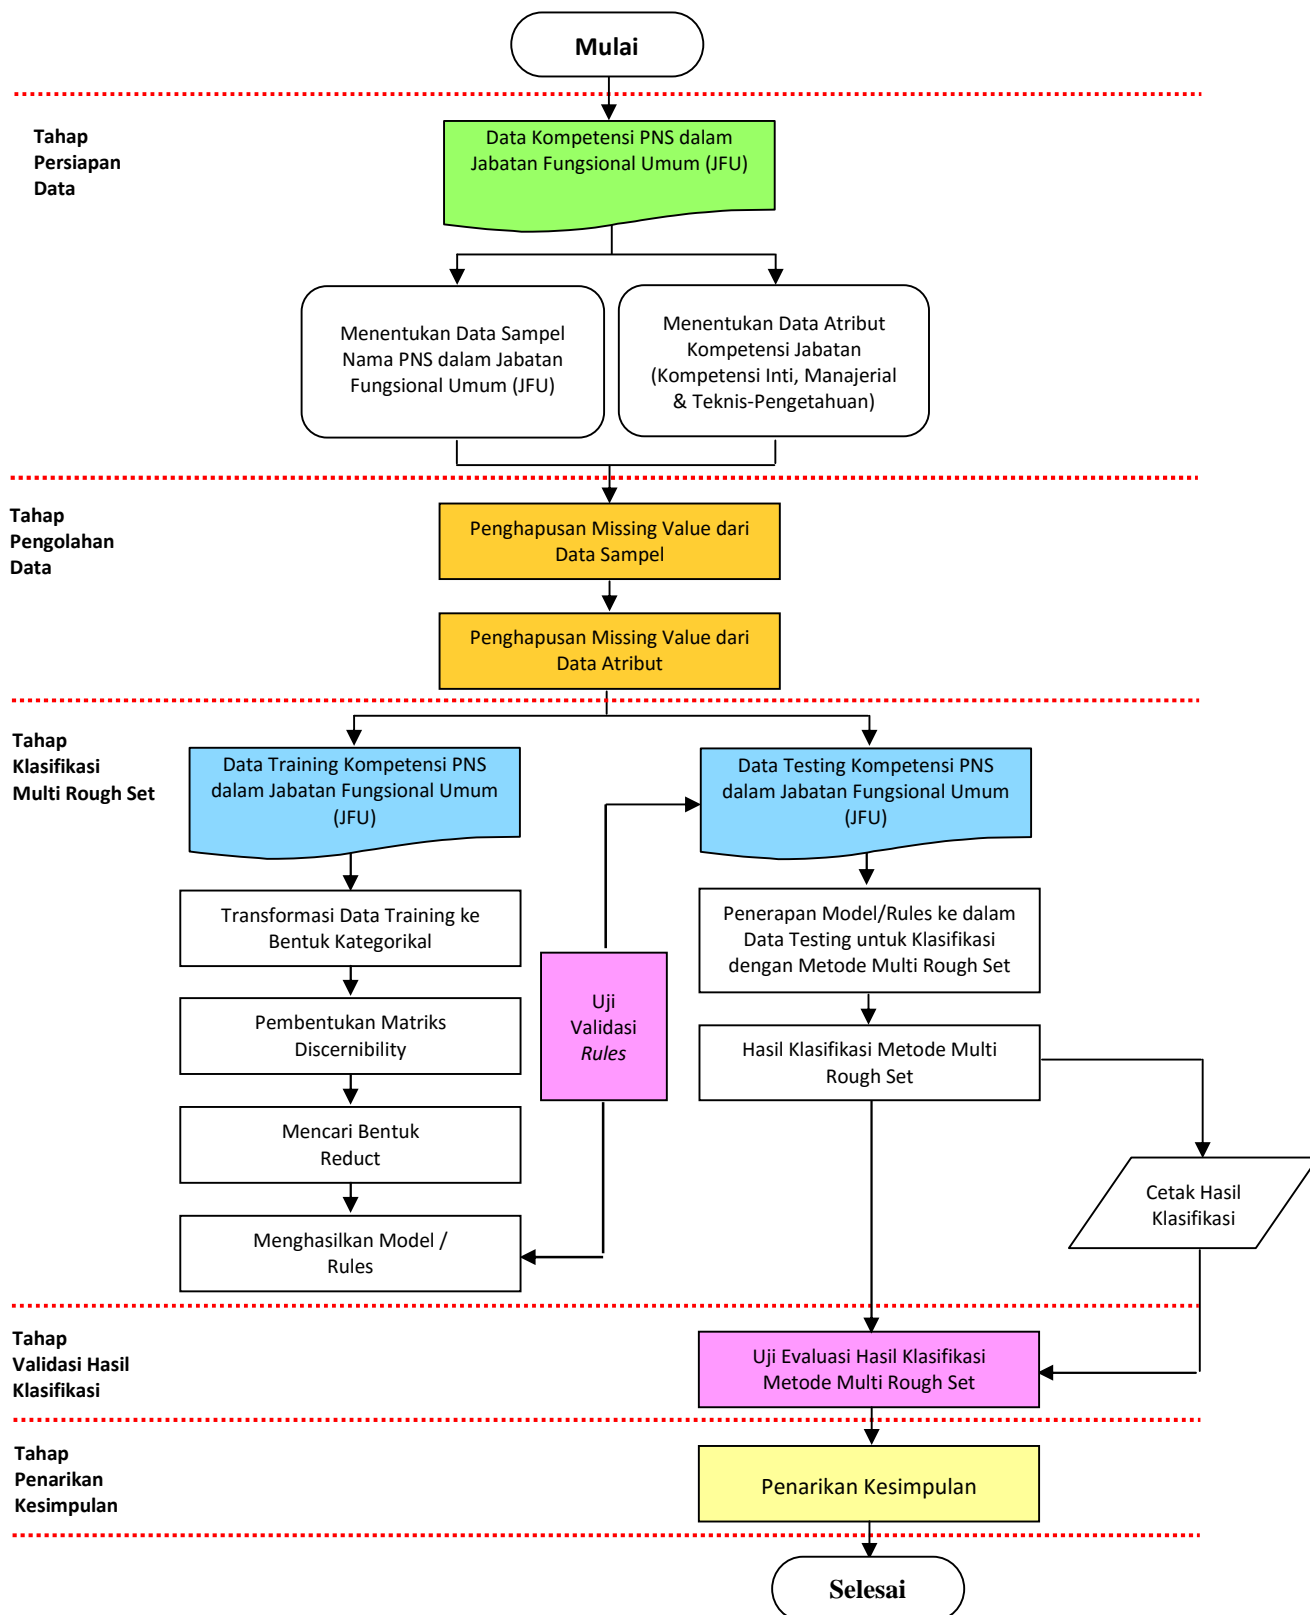 Mulai
Tahap
Persiapan
Data
Data Kompetensi PNS dalam
Jabatan Fungsional Umum (JFU)
Menentukan Data Sampel
Nama PNS dalam Jabatan
Fungsional Umum (JFU)
Menentukan Data Atribut
Kompetensi Jabatan
(Kompetensi Inti, Manajerial
& Teknis-Pengetahuan)
Tahap
Pengolahan
Data
Penghapusan Missing Value dari
Data Sampel
Penghapusan Missing Value dari
Data Atribut
Tahap
Klasifikasi
Multi Rough Set
Data Training Kompetensi PNS
dalam Jabatan Fungsional Umum
(JFU)
Data Testing Kompetensi PNS
dalam Jabatan Fungsional Umum
(JFU)
Transformasi Data Training ke
Bentuk Kategorikal
Pembentukan Matriks
Discernibility
Mencari Bentuk
Reduct
Menghasilkan Model /
Rules
Uji
Validasi
Rules
Penerapan Model/Rules ke dalam
Data Testing untuk Klasifikasi
dengan Metode Multi Rough Set
Hasil Klasifikasi Metode Multi
Rough Set
Cetak Hasil
Klasifikasi
Tahap
Validasi Hasil
Klasifikasi
Uji Evaluasi Hasil Klasifikasi
Metode Multi Rough Set
Tahap
Penarikan
Kesimpulan
Penarikan Kesimpulan
Selesai